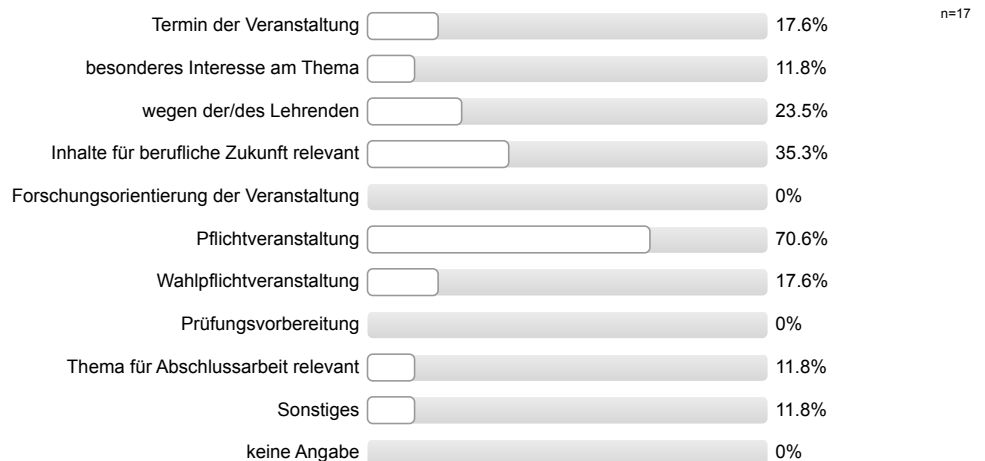 n=17
Termin der Veranstaltung 17.6%
besonderes Interesse am Thema 11.8%
wegen der/des Lehrenden 23.5%
Inhalte für berufliche Zukunft relevant 35.3%
Forschungsorientierung der Veranstaltung 0%
Pflichtveranstaltung 70.6%
Wahlpflichtveranstaltung 17.6%
Prüfungsvorbereitung 0%
Thema für Abschlussarbeit relevant 11.8%
Sonstiges 11.8%
keine Angabe 0%